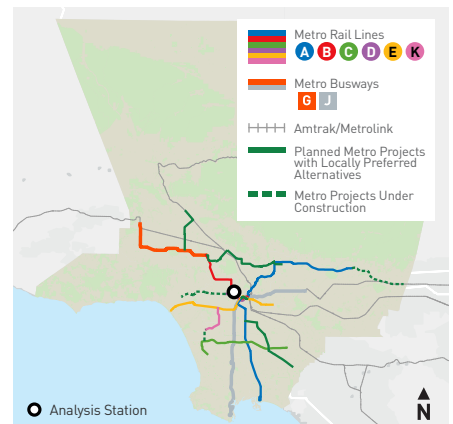 Metro Rail Lines
A B C D E K
Metro Busways
G J
Amtrak/Metrolink
Planned Metro Projects
with Locally Preferred
Alternatives
Metro Projects Under
Construction
Analysis Station
N